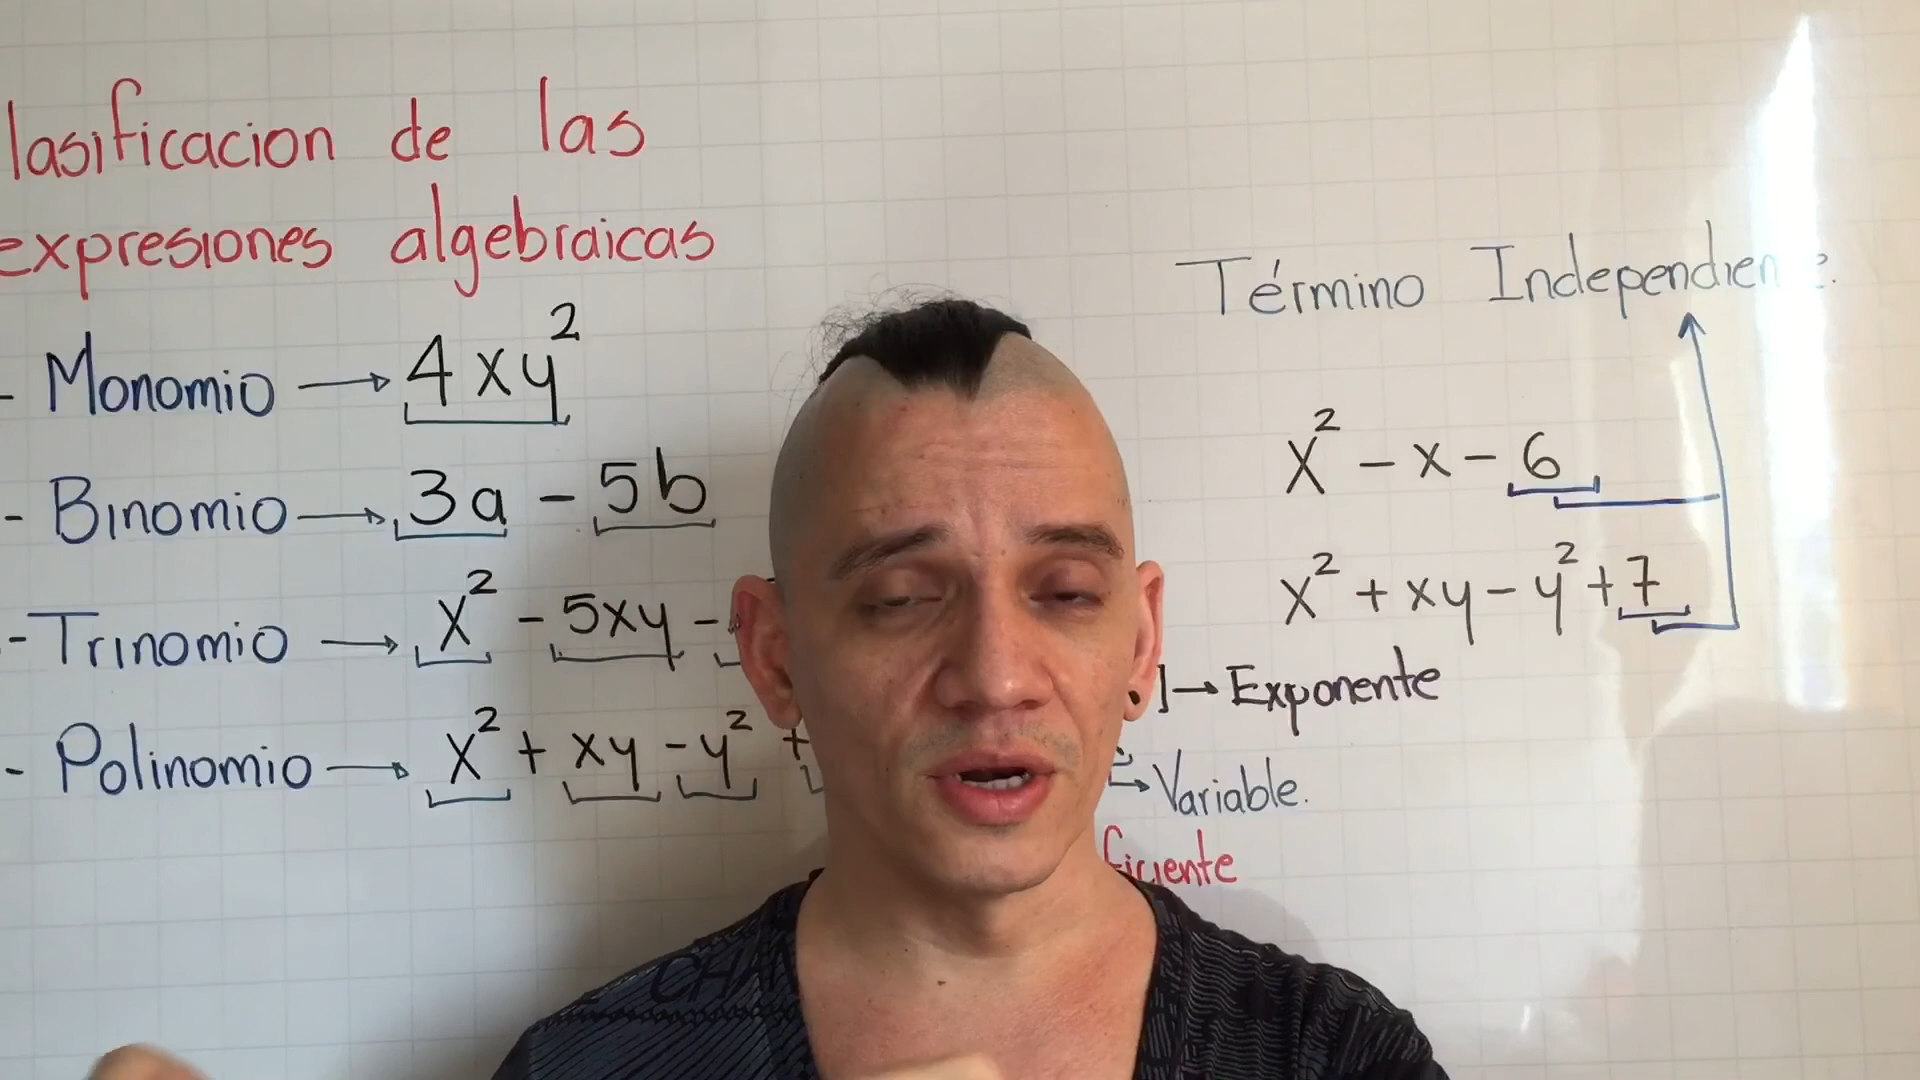 lasificacion de las
expresiones algebraicas
- Monomio → 4xy²
- Binomio → 3a - 5b
- Trinomio → x² - 5xy -
- Polinomio → x² + xy - y² +
Término
x² - x - 6
x² + xy - y² + 7
] → Exponente
→ Variable.
ficiente